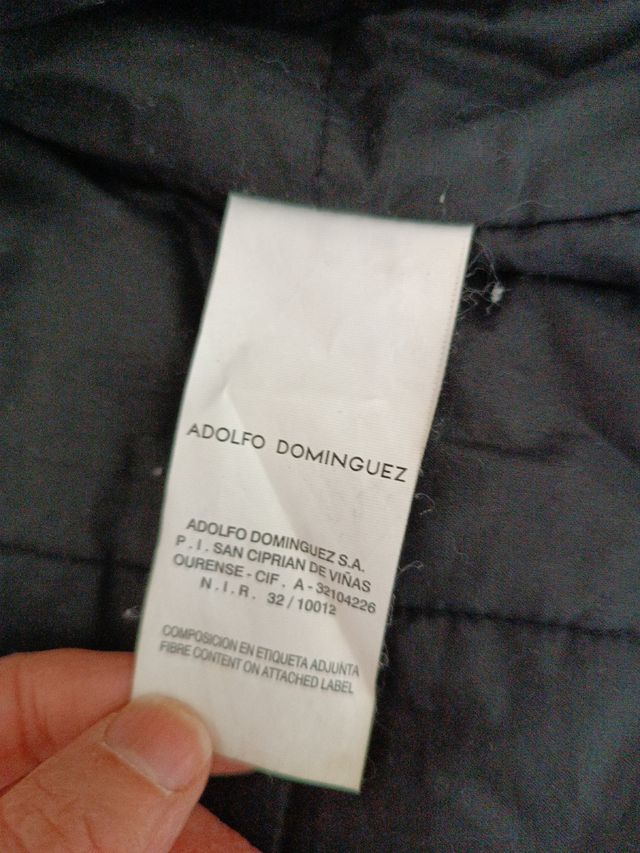 ADOLFO DOMINGUEZ
ADOLFO DOMINGUEZ S.A.
P.I. SAN CIPRIAN DE VIÑAS
OURENSE - CIF. A - 32104226
N.I.R. 32/10012
COMPOSICION EN ETIQUETA ADJUNTA
FIBRE CONTENT ON ATTACHED LABEL